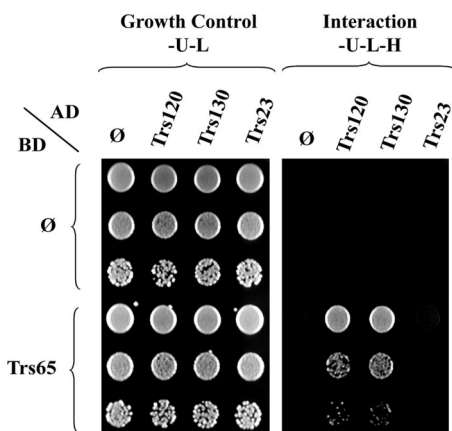 Growth Control
-U-L
Interaction
-U-L-H
AD
BD
Ø
Trs120
Trs130
Trs23
Ø
Trs120
Trs130
Trs23
Ø
Trs65